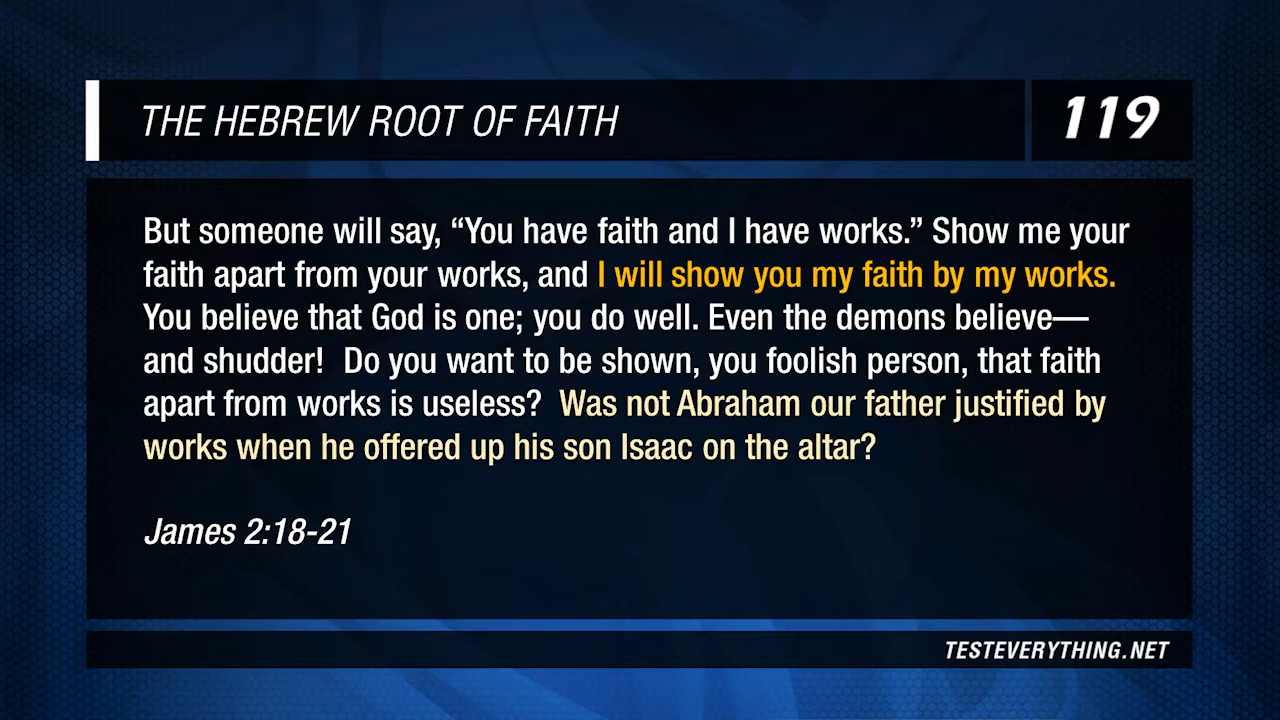 THE HEBREW ROOT OF FAITH
119
But someone will say, “You have faith and I have works.” Show me your
faith apart from your works, and I will show you my faith by my works.
You believe that God is one; you do well. Even the demons believe—
and shudder!  Do you want to be shown, you foolish person, that faith
apart from works is useless?  Was not Abraham our father justified by
works when he offered up his son Isaac on the altar?
James 2:18-21
TESTEVERYTHING.NET